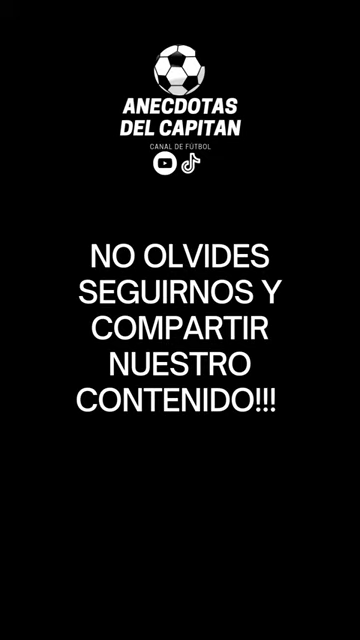 ANECDOTAS
DEL CAPITAN
CANAL DE FÚTBOL
NO OLVIDES
SEGUIRNOS Y
COMPARTIR
NUESTRO
CONTENIDO!!!